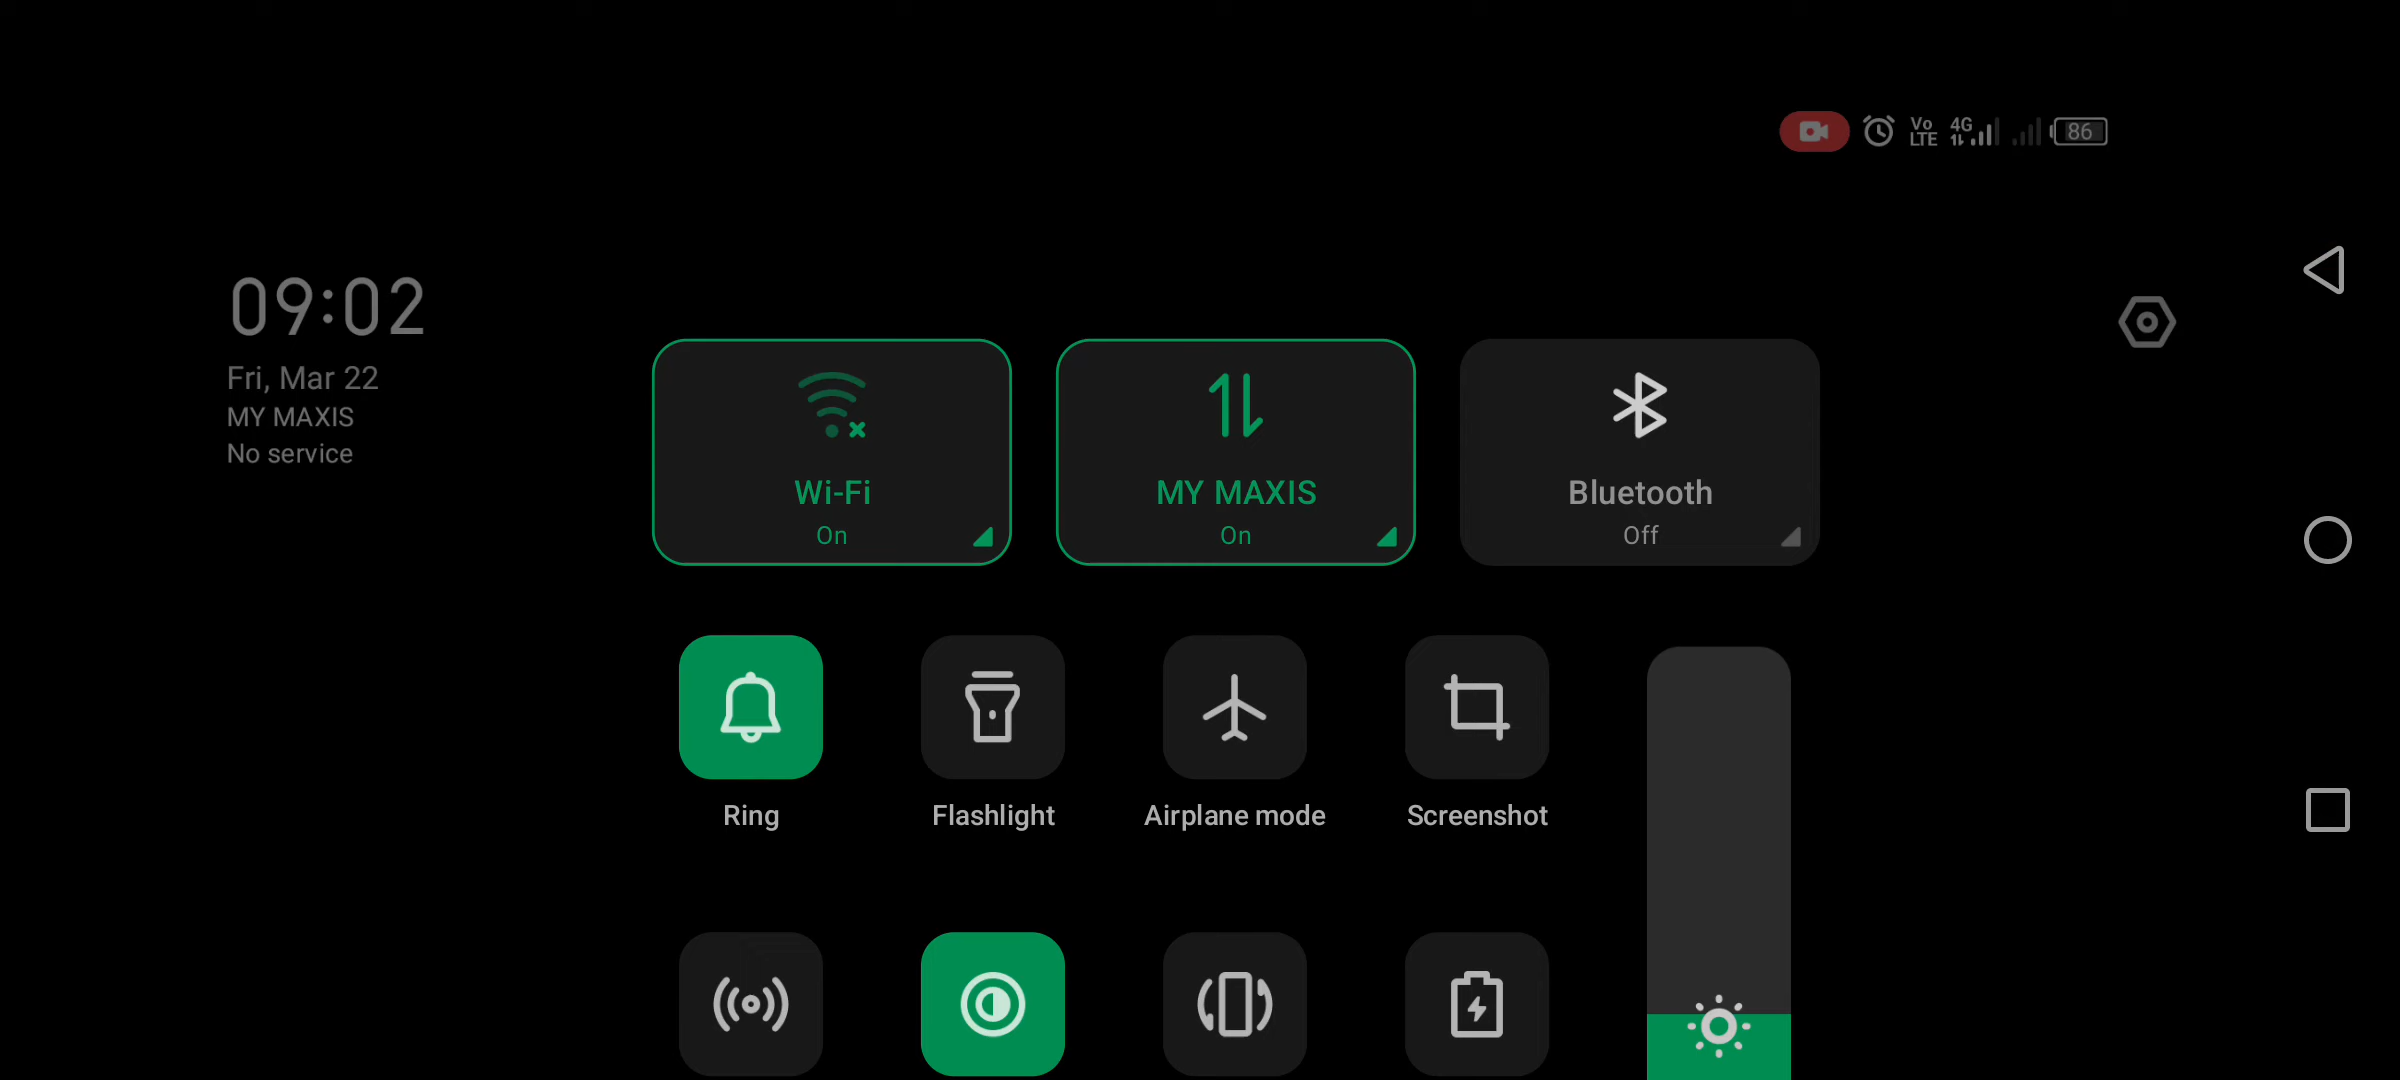 Vo
LTE
4G
86
09:02
Fri, Mar 22
MY MAXIS
No service
Wi-Fi
On
MY MAXIS
On
Bluetooth
Off
Ring
Flashlight
Airplane mode
Screenshot